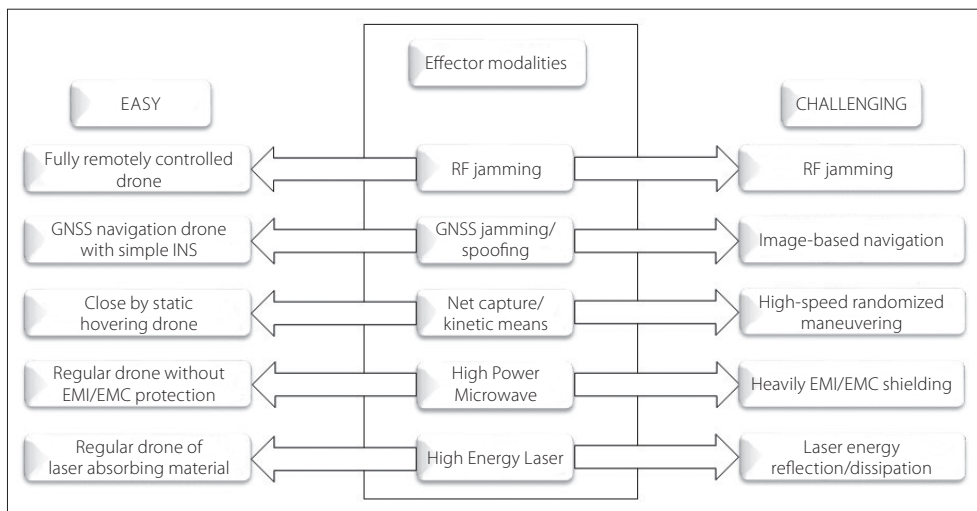 Effector modalities
EASY
CHALLENGING
Fully remotely controlled
drone
RF jamming
RF jamming
GNSS navigation drone
with simple INS
GNSS jamming/
spoofing
Image-based navigation
Close by static
hovering drone
Net capture/
kinetic means
High-speed randomized
maneuvering
Regular drone without
EMI/EMC protection
High Power
Microwave
Heavily EMI/EMC shielding
Regular drone of
laser absorbing material
High Energy Laser
Laser energy
reflection/dissipation